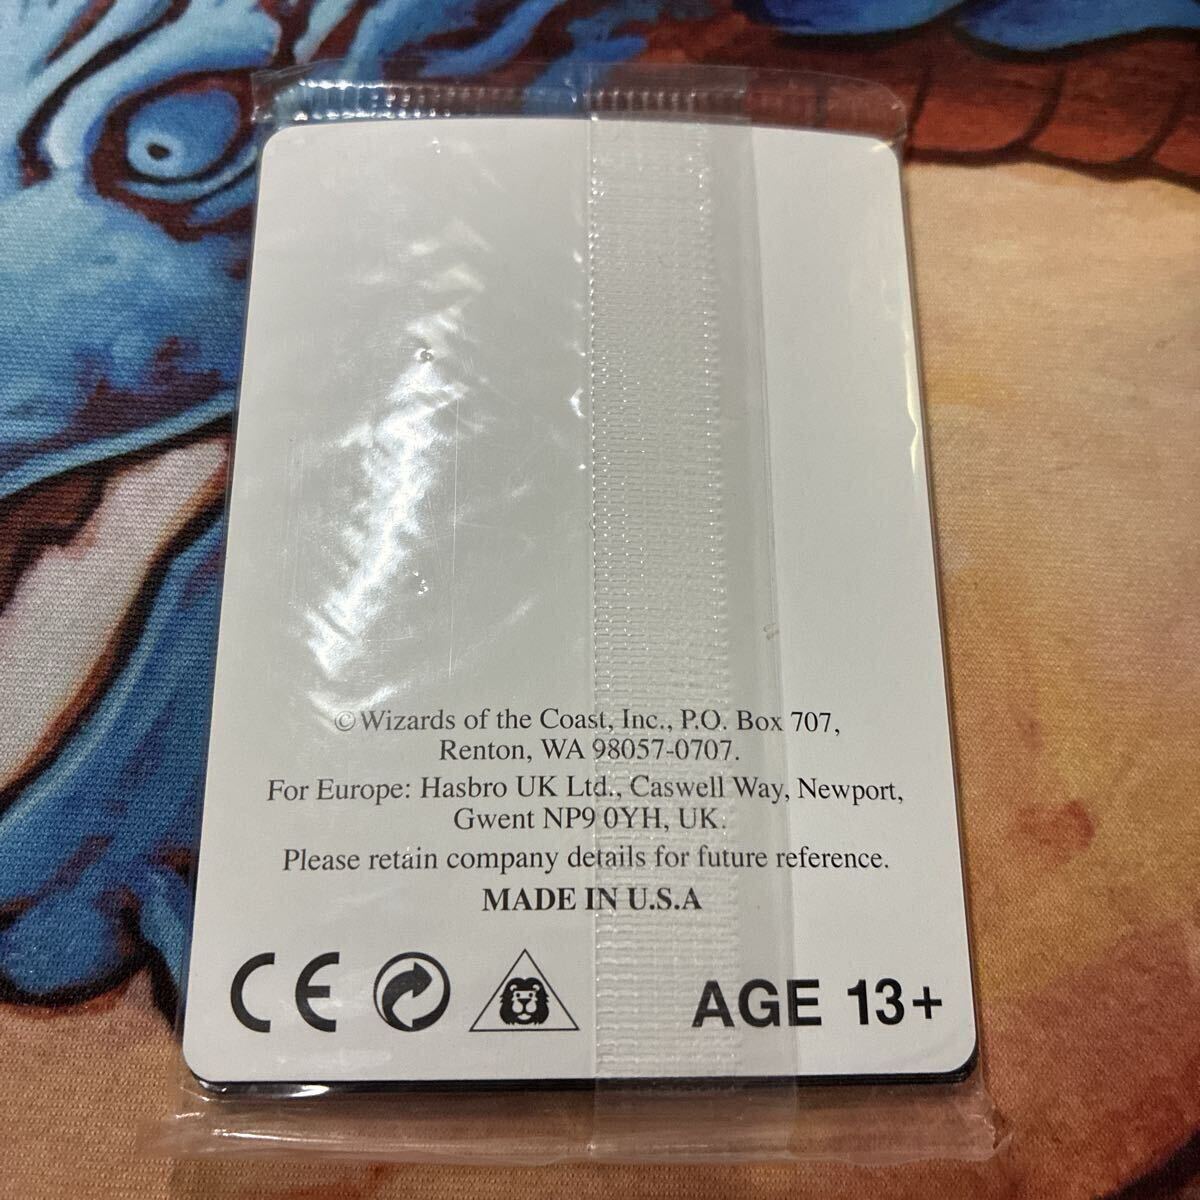 ©Wizards of the Coast, Inc., P.O. Box 707,
Renton, WA 98057-0707.
For Europe: Hasbro UK Ltd., Caswell Way, Newport,
Gwent NP9 0YH, UK.
Please retain company details for future reference.
MADE IN U.S.A
CE AGE 13+